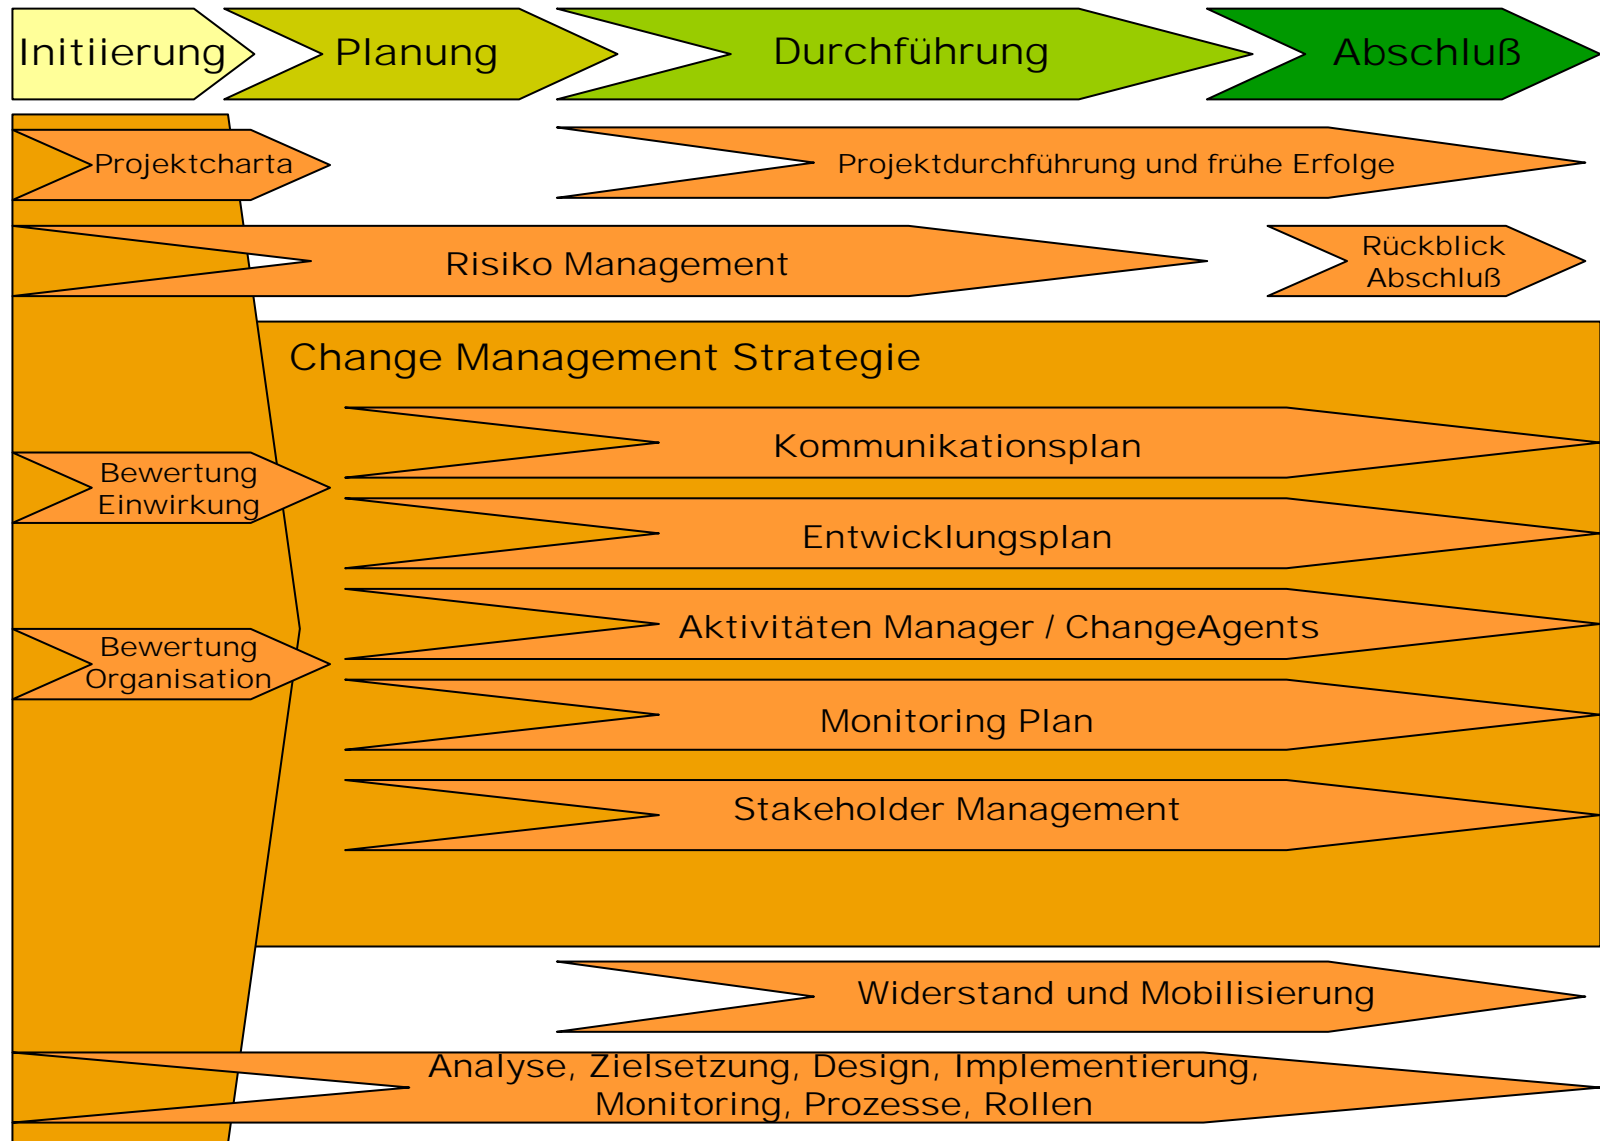 Initiierung
Planung
Durchführung
Abschluß
Projektcharta
Projektdurchführung und frühe Erfolge
Risiko Management
Rückblick
Abschluß
Change Management Strategie
Kommunikationsplan
Bewertung
Einwirkung
Entwicklungsplan
Aktivitäten Manager / ChangeAgents
Bewertung
Organisation
Monitoring Plan
Stakeholder Management
Widerstand und Mobilisierung
Analyse, Zielsetzung, Design, Implementierung,
Monitoring, Prozesse, Rollen